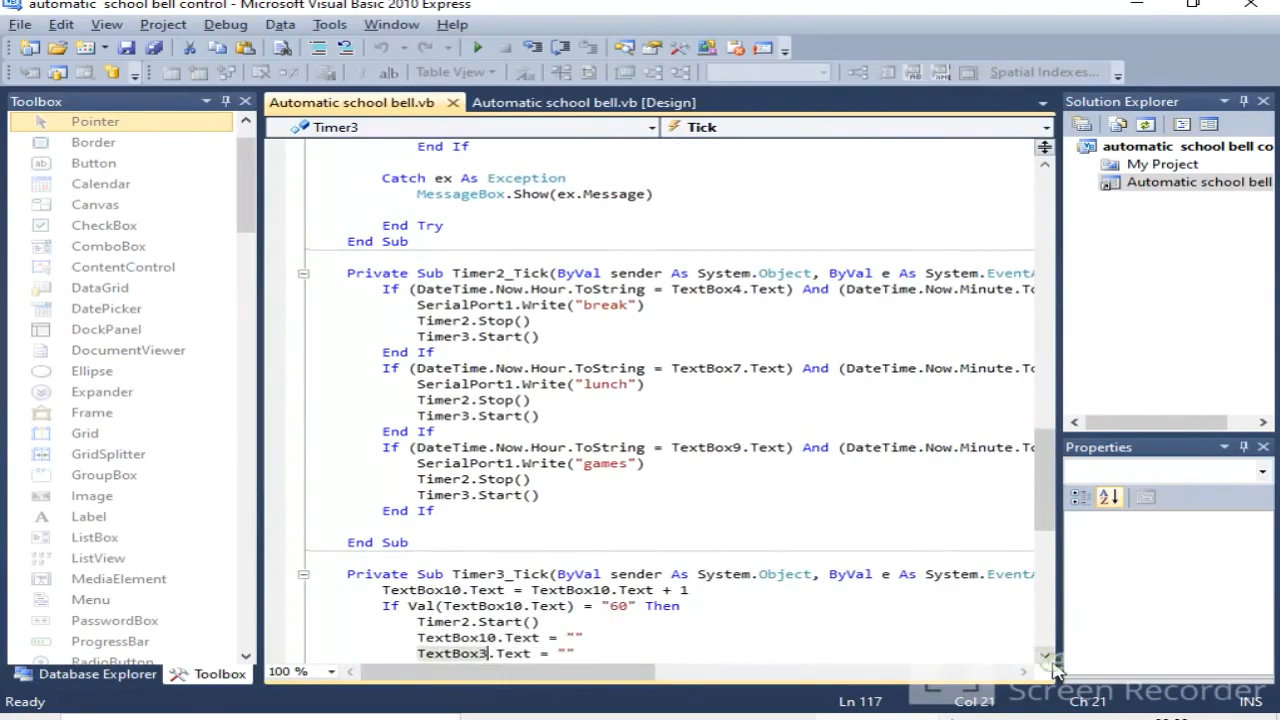 automatic  school bell control - Microsoft Visual Basic 2010 Express
File Edit View Project Debug Data Tools Window Help
Table View
Spatial Indexes...
Toolbox
Pointer
Border
Button
Calendar
Canvas
CheckBox
ComboBox
ContentControl
DataGrid
DatePicker
DockPanel
DocumentViewer
Ellipse
Expander
Frame
Grid
GridSplitter
GroupBox
Image
Label
ListBox
ListView
MediaElement
Menu
PasswordBox
ProgressBar
RadioButton
Database Explorer Toolbox
Automatic school bell.vb Automatic school bell.vb [Design]
Timer3 Tick
End If
Catch ex As Exception
MessageBox.Show(ex.Message)
End Try
End Sub
Private Sub Timer2_Tick(ByVal sender As System.Object, ByVal e As System.EventA
If (DateTime.Now.Hour.ToString = TextBox4.Text) And (DateTime.Now.Minute.To
SerialPort1.Write("break")
Timer2.Stop()
Timer3.Start()
End If
If (DateTime.Now.Hour.ToString = TextBox7.Text) And (DateTime.Now.Minute.To
SerialPort1.Write("lunch")
Timer2.Stop()
Timer3.Start()
End If
If (DateTime.Now.Hour.ToString = TextBox9.Text) And (DateTime.Now.Minute.To
SerialPort1.Write("games")
Timer2.Stop()
Timer3.Start()
End If
End Sub
Private Sub Timer3_Tick(ByVal sender As System.Object, ByVal e As System.EventA
TextBox10.Text = TextBox10.Text + 1
If Val(TextBox10.Text) = "60" Then
Timer2.Start()
TextBox10.Text = ""
TextBox3.Text = ""
100 %
Solution Explorer
automatic  school bell co
My Project
Automatic school bell
Properties
Screen Recorder
Ready Ln 117 Col 21 Ch 21 INS